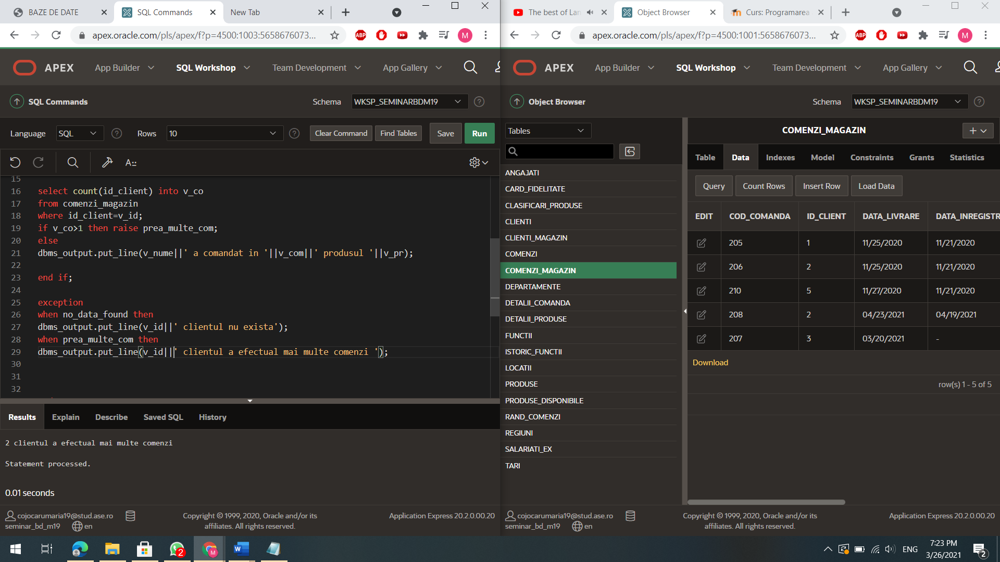 BAZE DE DATE
SQL Commands
New Tab
apex.oracle.com/pls/apex/f?p=4500:1003:5658676073...
ABP
M
APEX
App Builder
SQL Workshop
Team Development
App Gallery
SQL Commands
Schema
WKSP_SEMINARBDM19
?
Language
SQL
?
Rows
10
?
Clear Command
Find Tables
Save
Run
15
16 select count(id_client) into v_co
17 from comenzi_magazin
18 where id_client=v_id;
19 if v_co>1 then raise prea_multe_com;
20 else
21 dbms_output.put_line(v_nume||' a comandat in '||v_com||' produsul '||v_pr);
22
23 end if;
24
25 exception
26 when no_data_found then
27 dbms_output.put_line(v_id||' clientul nu exista');
28 when prea_multe_com then
29 dbms_output.put_line(v_id||' clientul a efectual mai multe comenzi ');
30
31
32
Results
Explain
Describe
Saved SQL
History
2 clientul a efectual mai multe comenzi
Statement processed.
0.01 seconds
cojocarumaria19@stud.ase.ro
seminar_bd_m19
en
Copyright © 1999, 2020, Oracle and/or its
affiliates. All rights reserved.
Application Express 20.2.0.00.20
The best of Lan
Object Browser
Curs: Programarea
apex.oracle.com/pls/apex/f?p=4500:1001:5658676073...
ABP
M
APEX
App Builder
SQL Workshop
Team Development
App Gallery
Object Browser
Schema
WKSP_SEMINARBDM19
?
Tables
ANGAJATI
CARD_FIDELITATE
CLASIFICARI_PRODUSE
CLIENTI
CLIENTI_MAGAZIN
COMENZI
COMENZI_MAGAZIN
DEPARTAMENTE
DETALII_COMANDA
DETALII_PRODUSE
FUNCTII
ISTORIC_FUNCTII
LOCATII
PRODUSE
PRODUSE_DISPONIBILE
RAND_COMENZI
REGIUNI
SALARIATI_EX
TARI
COMENZI_MAGAZIN
Table
Data
Indexes
Model
Constraints
Grants
Statistics
Query
Count Rows
Insert Row
Load Data
EDIT COD_COMANDA ID_CLIENT DATA_LIVRARE DATA_INREGISTR
205 1 11/25/2020 11/21/2020
206 2 11/25/2020 11/21/2020
210 5 11/27/2020 11/21/2020
208 2 04/23/2021 04/19/2021
207 3 03/20/2021 -
Download
row(s) 1 - 5 of 5
cojocarumaria19@stud.ase.ro
seminar_bd_m19
en
Copyright © 1999, 2020, Oracle and/or its
affiliates. All rights reserved.
Application Express 20.2.0.00.20
2
M
W
ENG
7:23 PM
3/26/2021
2